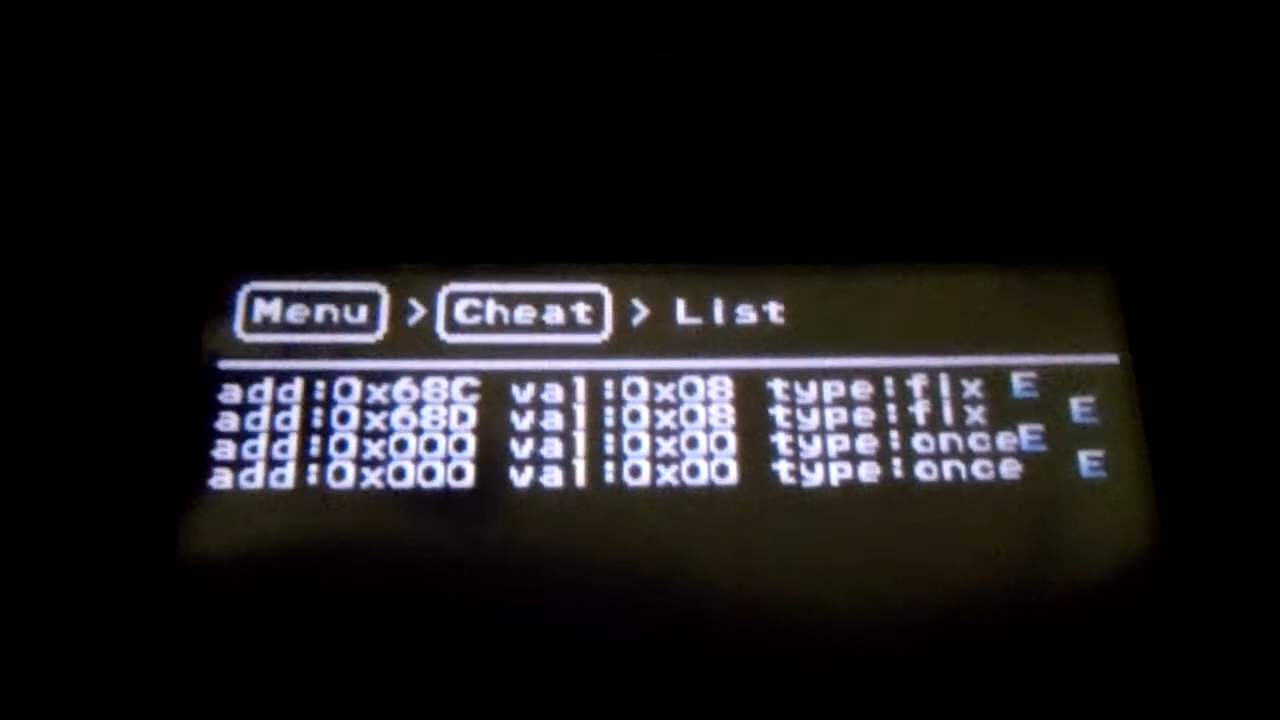 Menu > Cheat > List
add:0x68C val:0x08 type:fix E
add:0x68D val:0x08 type:fix E
add:0x000 val:0x00 type:onceE
add:0x000 val:0x00 type:once E